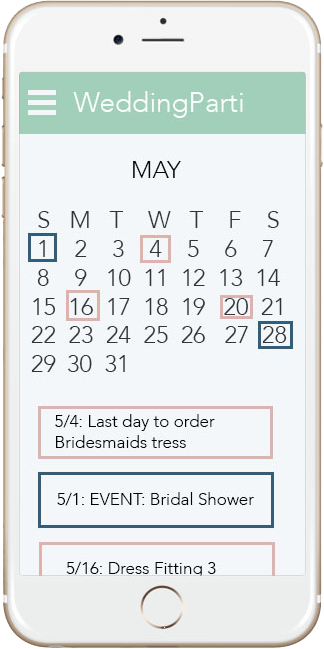 WeddingParti
MAY
S M T W T F S
1 2 3 4 5 6 7
8 9 10 11 12 13 14
15 16 17 18 19 20 21
22 23 24 25 26 27 28
29 30 31
5/4: Last day to order
Bridesmaids tress
5/1: EVENT: Bridal Shower
5/16: Dress Fitting 3